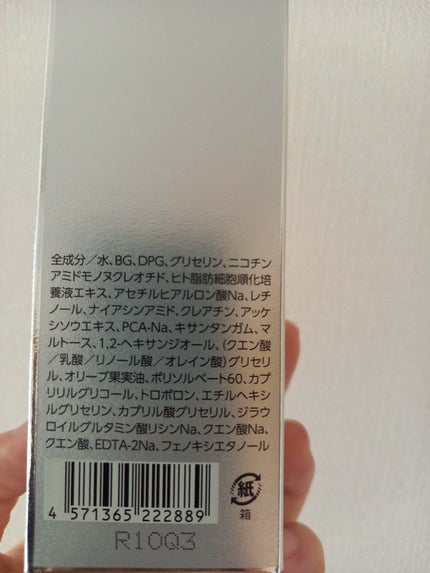 全成分／水、BG、DPG、グリセリン、ニコチン
アミドモノヌクレオチド、ヒト脂肪細胞順化培
養液エキス、アセチルヒアルロン酸Na、レチ
ノール、ナイアシンアミド、クレアチン、アッケ
シソウエキス、PCA-Na、キサンタンガム、マ
ルトース、1,2-ヘキサンジオール、(クエン酸
／乳酸／リノール酸／オレイン酸)グリセリ
ル、オリーブ果実油、ポリソルベート60、カプ
リリルグリコール、トロポロン、エチルヘキシ
ルグリセリン、カプリル酸グリセリル、ジラウ
ロイルグルタミン酸リシンNa、クエン酸Na、
クエン酸、EDTA-2Na、フェノキシエタノール
4 571365 222889
紙
箱
R10Q3